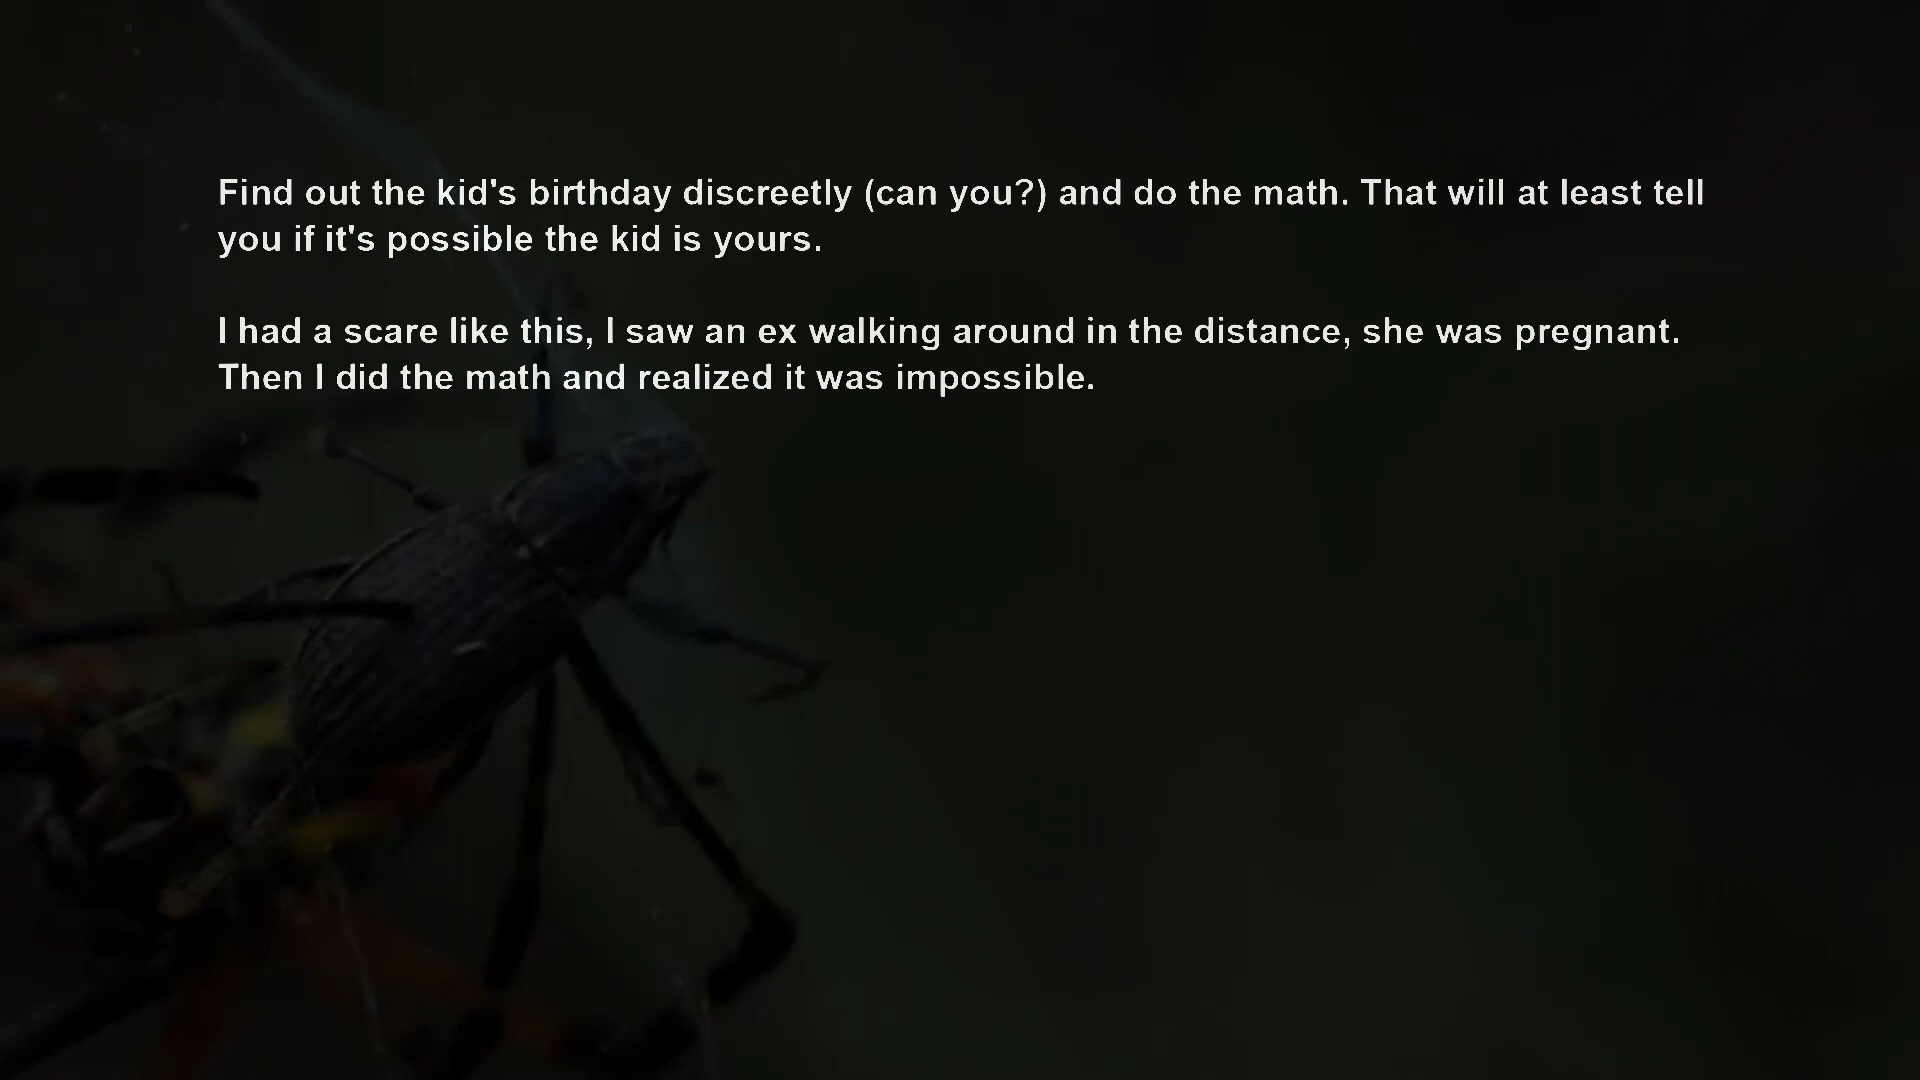 Find out the kid's birthday discreetly (can you?) and do the math. That will at least tell
you if it's possible the kid is yours.
I had a scare like this, I saw an ex walking around in the distance, she was pregnant.
Then I did the math and realized it was impossible.